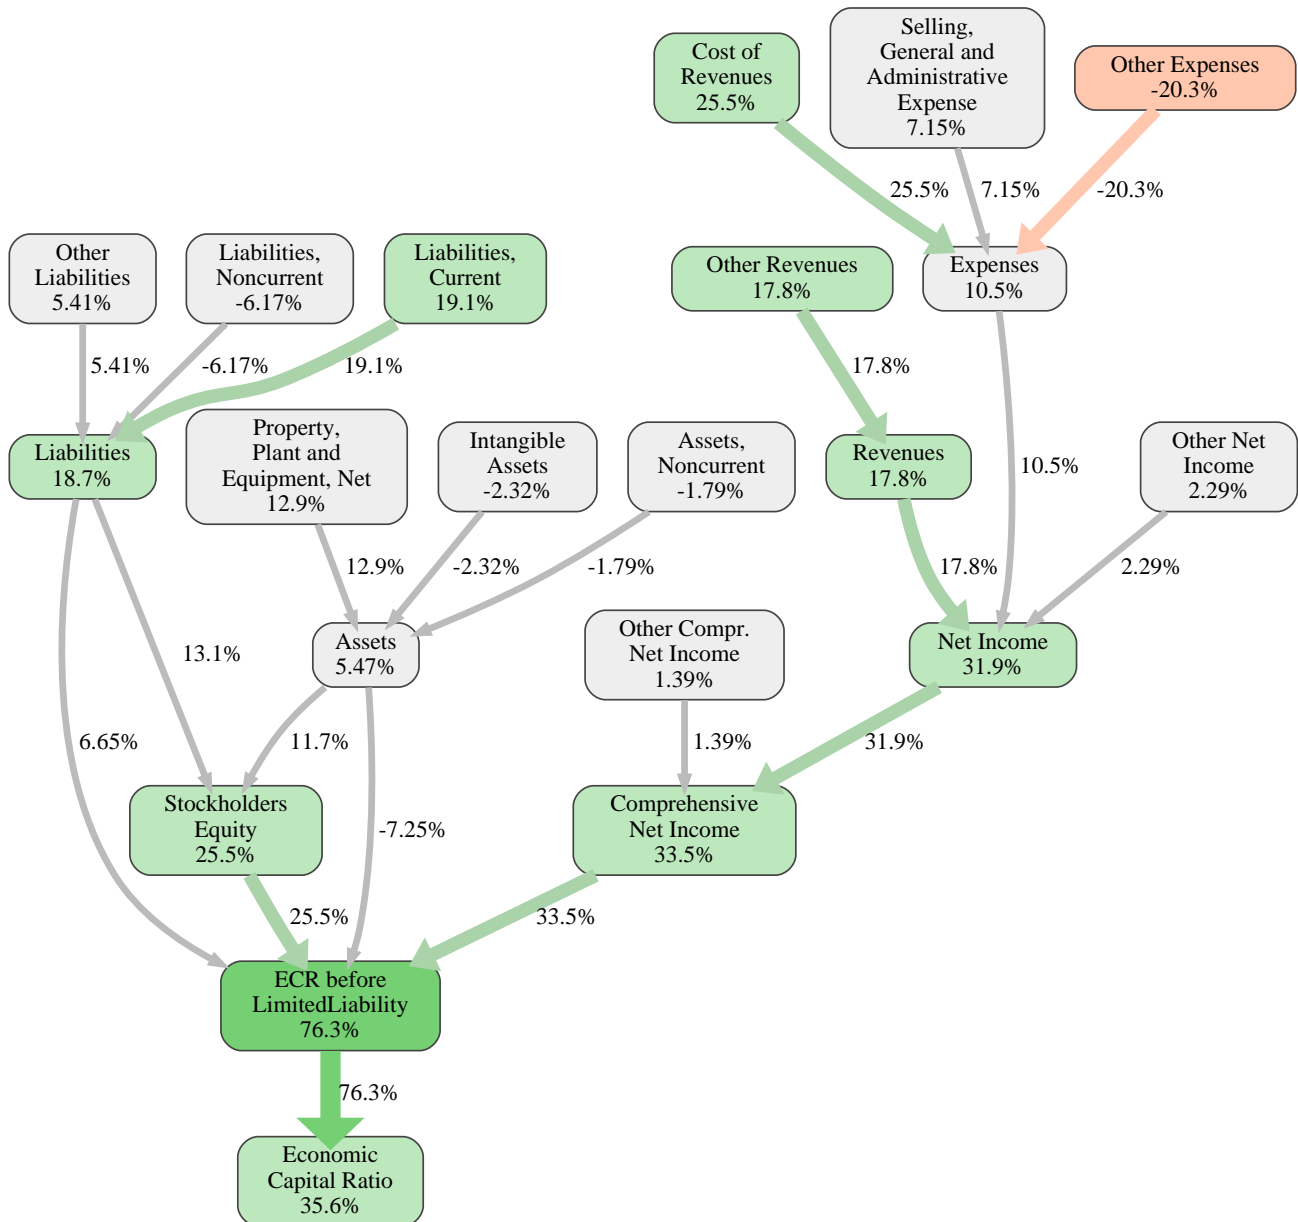 Cost of
Revenues
25.5%
Selling,
General and
Administrative
Expense
7.15%
Other Expenses
-20.3%
25.5%
7.15%
-20.3%
Other
Liabilities
5.41%
Liabilities,
Noncurrent
-6.17%
Liabilities,
Current
19.1%
Other Revenues
17.8%
Expenses
10.5%
5.41%
-6.17%
19.1%
17.8%
Liabilities
18.7%
Property,
Plant and
Equipment, Net
12.9%
Intangible
Assets
-2.32%
Assets,
Noncurrent
-1.79%
Revenues
17.8%
10.5%
Other Net
Income
2.29%
12.9%
-2.32%
-1.79%
17.8%
2.29%
13.1%
Assets
5.47%
Other Compr.
Net Income
1.39%
Net Income
31.9%
6.65%
11.7%
1.39%
31.9%
Stockholders
Equity
25.5%
-7.25%
Comprehensive
Net Income
33.5%
25.5%
33.5%
ECR before
LimitedLiability
76.3%
76.3%
Economic
Capital Ratio
35.6%